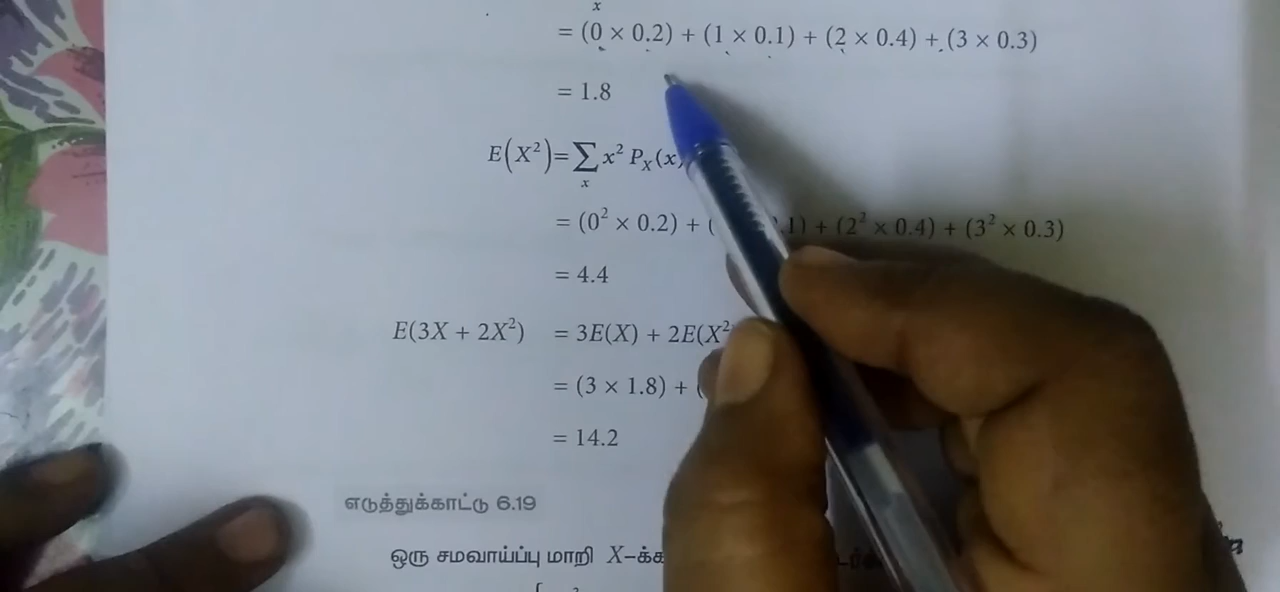 x
= (0 × 0.2) + (1 × 0.1) + (2 × 0.4) + (3 × 0.3)
= 1.8
E(X²)=∑ x² P_X(x)
x
= (0² × 0.2) + ( .1) + (2² × 0.4) + (3² × 0.3)
= 4.4
E(3X + 2X²) = 3E(X) + 2E(X²
= (3 × 1.8) + (
= 14.2
எடுத்துக்காட்டு 6.19
ஒரு சமவாய்ப்பு மாறி X-க்க